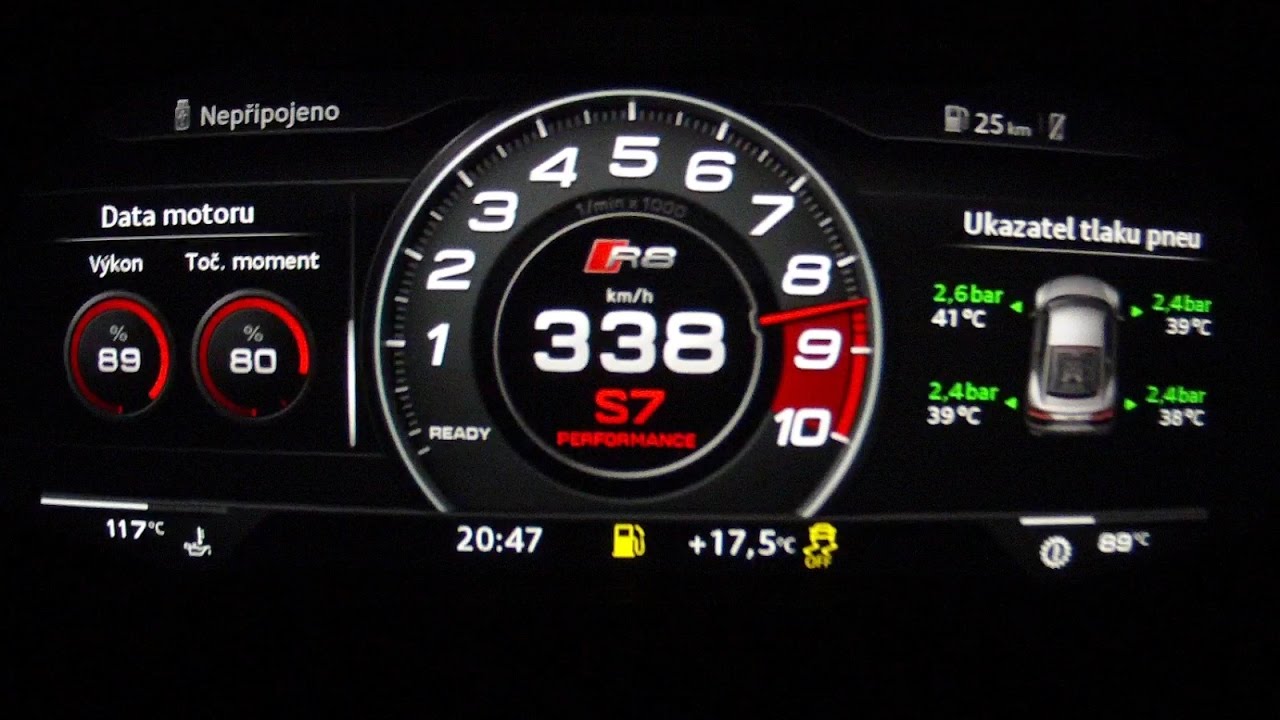 Nepřipojeno
25 km
Data motoru
Výkon
Toč. moment
%
89
%
80
1
2
3
4
5
6
7
8
9
10
1/min x 1000
R8
km/h
338
S7
PERFORMANCE
READY
Ukazatel tlaku pneu
2,6 bar
41°C
2,4 bar
39°C
2,4 bar
39°C
2,4 bar
38°C
117°C
20:47
+17,5°C
OFF
89°C